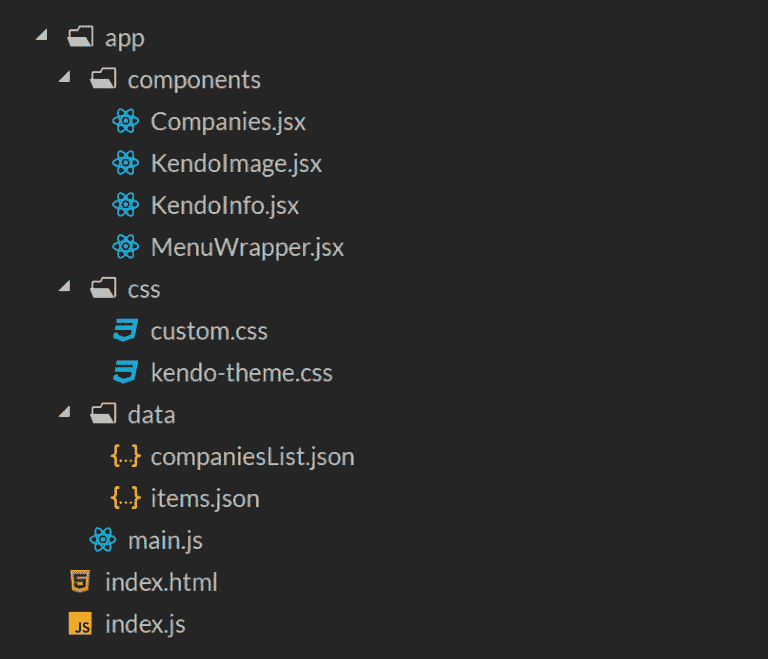 app
components
Companies.jsx
KendoImage.jsx
KendoInfo.jsx
MenuWrapper.jsx
css
custom.css
kendo-theme.css
data
{...} companiesList.json
{...} items.json
main.js
5 index.html
JS index.js